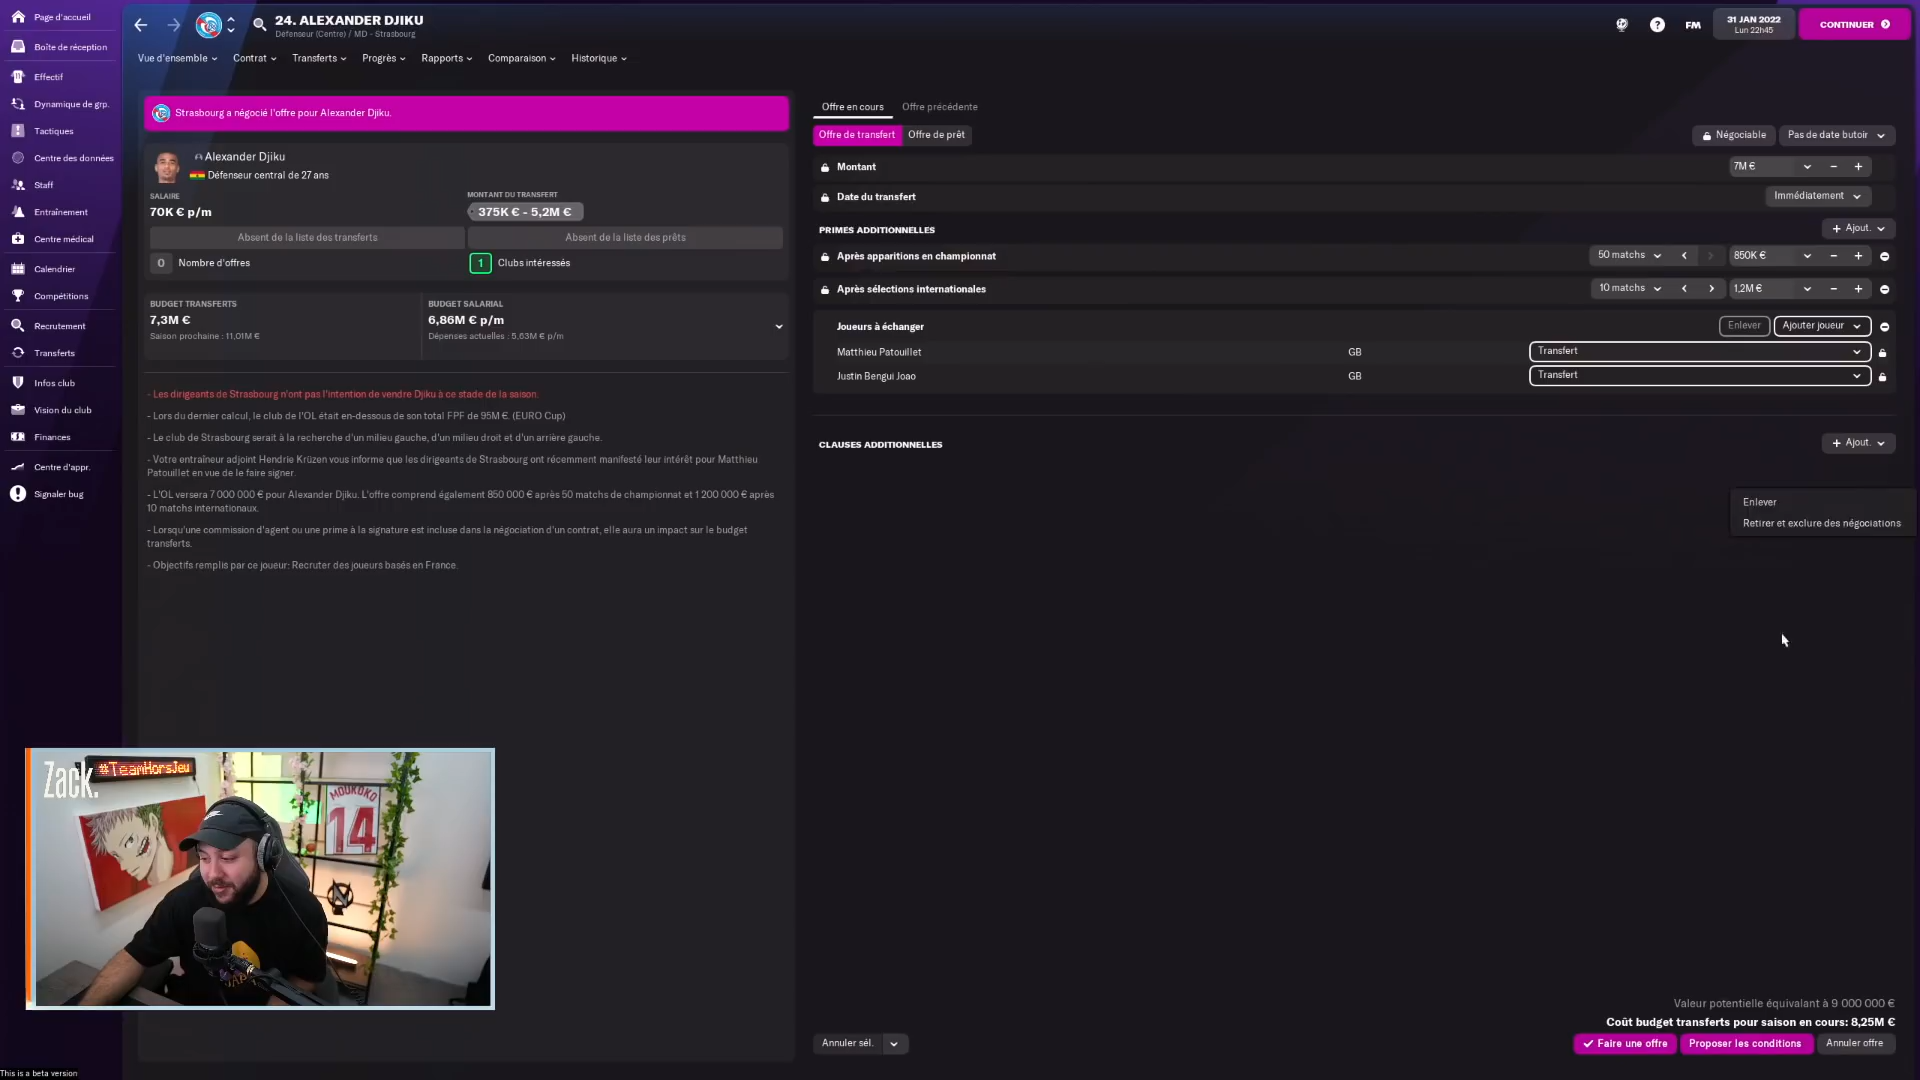 Page d'accueil
Boîte de réception
Effectif
Dynamique de grp.
Tactiques
Centre des données
Staff
Entraînement
Centre médical
Calendrier
Compétitions
Recrutement
Transferts
Infos club
Vision du club
Finances
Centre d'appr.
Signaler bug
24. ALEXANDER DJIKU
Défenseur (Centre) / MD - Strasbourg
FM
31 JAN 2022
Lun 22h45
CONTINUER
Vue d'ensemble
Contrat
Transferts
Progrès
Rapports
Comparaison
Historique
Strasbourg a négocié l'offre pour Alexander Djiku.
Alexander Djiku
Défenseur central de 27 ans
SALAIRE
70K € p/m
MONTANT DU TRANSFERT
375K € - 5,2M €
Absent de la liste des transferts
Absent de la liste des prêts
0 Nombre d'offres
1 Clubs intéressés
BUDGET TRANSFERTS
7,3M €
Saison prochaine : 11,01M €
BUDGET SALARIAL
6,86M € p/m
Dépenses actuelles : 5,63M € p/m
- Les dirigeants de Strasbourg n'ont pas l'intention de vendre Djiku à ce stade de la saison.
- Lors du dernier calcul, le club de l'OL était en-dessous de son total FPF de 95M €. (EURO Cup)
- Le club de Strasbourg serait à la recherche d'un milieu gauche, d'un milieu droit et d'un arrière gauche.
- Votre entraîneur adjoint Hendrie Krüzen vous informe que les dirigeants de Strasbourg ont récemment manifesté leur intérêt pour Matthieu
Patouillet en vue de le faire signer.
- L'OL versera 7 000 000 € pour Alexander Djiku. L'offre comprend également 850 000 € après 50 matchs de championnat et 1 200 000 € après
10 matchs internationaux.
- Lorsqu'une commission d'agent ou une prime à la signature est incluse dans la négociation d'un contrat, elle aura un impact sur le budget
transferts.
- Objectifs remplis par ce joueur: Recruter des joueurs basés en France.
Offre en cours
Offre précédente
Offre de transfert
Offre de prêt
Négociable
Pas de date butoir
Montant
7M €
Date du transfert
Immédiatement
PRIMES ADDITIONNELLES
+ Ajout.
Après apparitions en championnat
50 matchs
850K €
Après sélections internationales
10 matchs
1,2M €
Joueurs à échanger
Enlever
Ajouter joueur
Matthieu Patouillet
GB
Transfert
Justin Bengui Joao
GB
Transfert
CLAUSES ADDITIONNELLES
+ Ajout.
Enlever
Retirer et exclure des négociations
Zack.
#TeamHorsJeu
MOUKOKO
14
Valeur potentielle équivalant à 9 000 000 €
Coût budget transferts pour saison en cours: 8,25M €
Annuler sél.
Faire une offre
Proposer les conditions
Annuler offre
This is a beta version